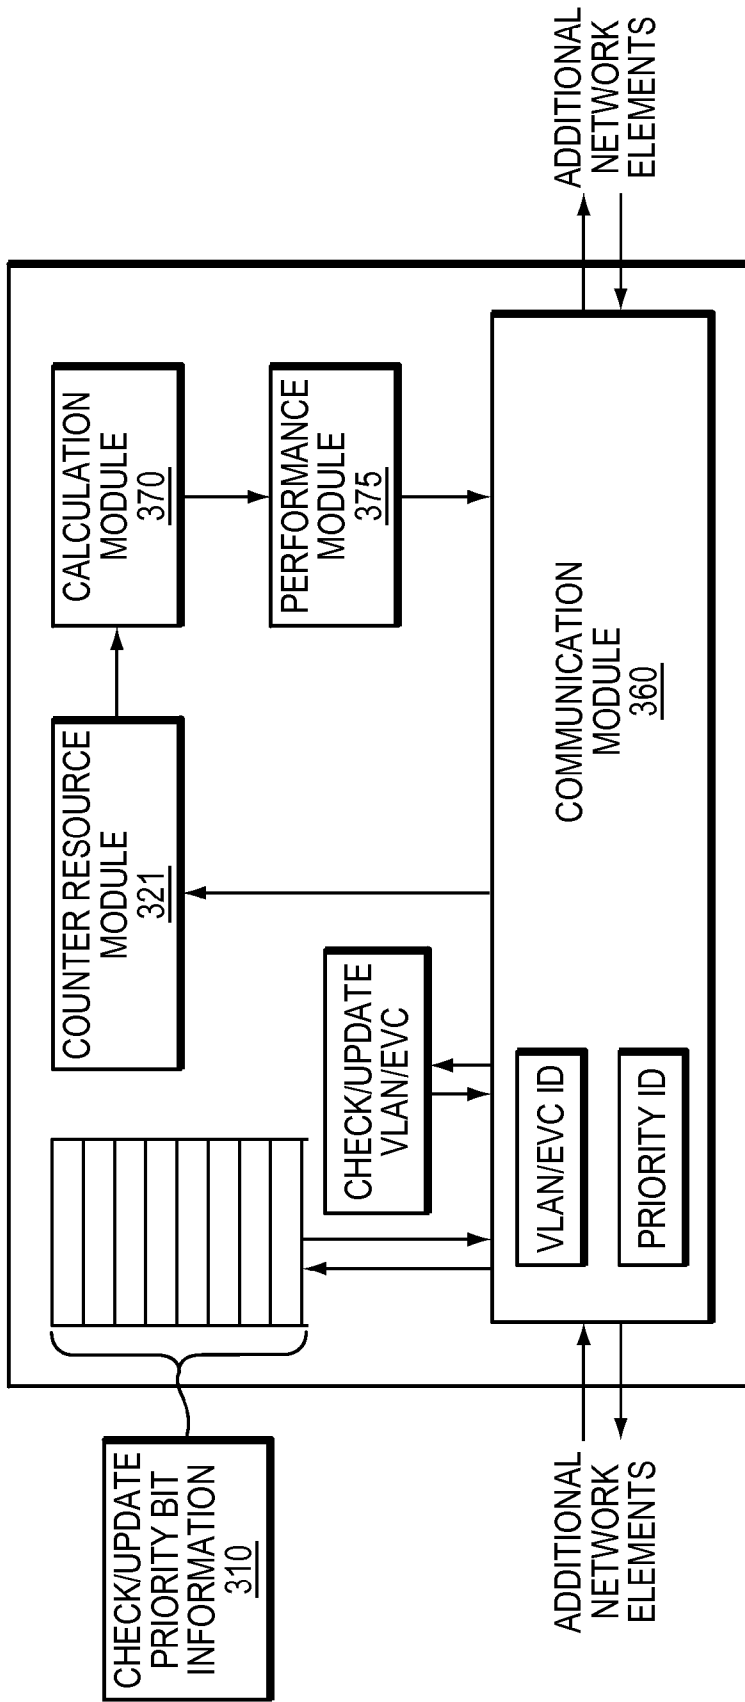 CHECK/UPDATE
PRIORITY BIT
INFORMATION
310
COUNTER RESOURCE
MODULE
321
CALCULATION
MODULE
370
CHECK/UPDATE
VLAN/EVC
PERFORMANCE
MODULE
375
VLAN/EVC ID
PRIORITY ID
COMMUNICATION
MODULE
360
ADDITIONAL
NETWORK
ELEMENTS
ADDITIONAL
NETWORK
ELEMENTS